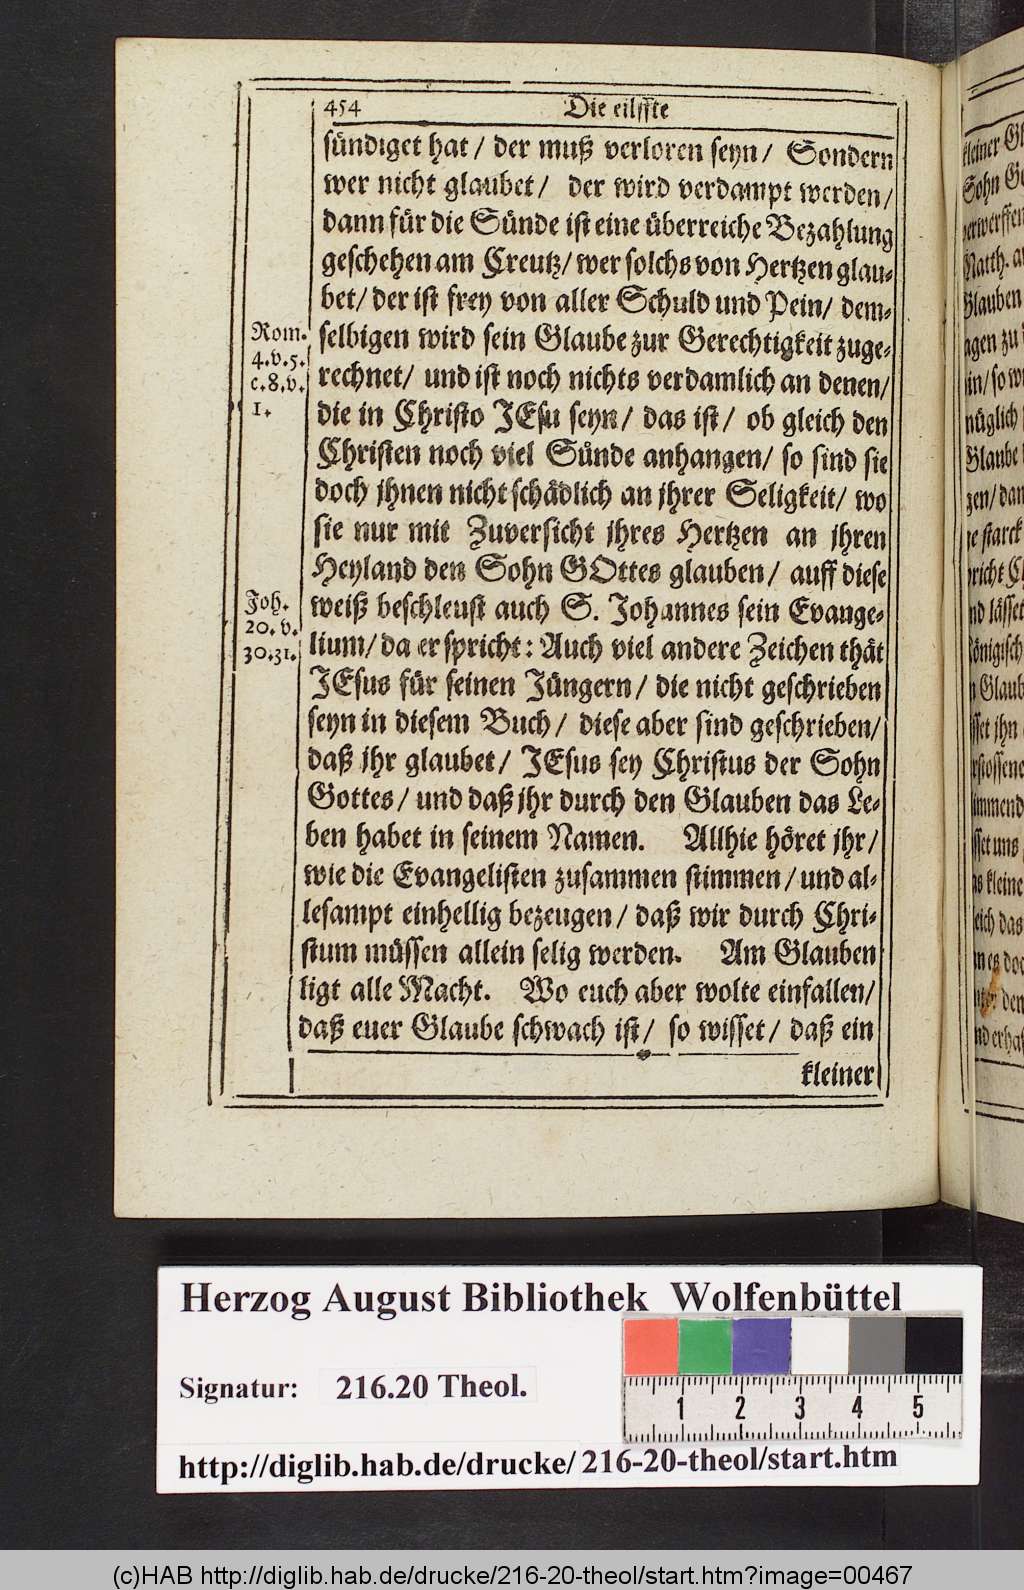 454 Die eilffte
sündiget hat/ der muß verloren seyn/ Sondern
wer nicht glaubet/ der wird verdampt werden/
dann für die Sünde ist eine überreiche Bezahlung
geschehen am Creutz/ wer solchs von Hertzen glau-
bet/ der ist frey von aller Schuld und Pein/ dem-
selbigen wird sein Glaube zur Gerechtigkeit zuge-
rechnet/ und ist noch nichts verdamlich an denen/
die in Christo JEsu seyn/ das ist/ ob gleich den
Christen noch viel Sünde anhangen/ so sind sie
doch jhnen nicht schädlich an jhrer Seligkeit/ wo
sie nur mit Zuversicht jhres Hertzen an jhren
Heyland den Sohn GOttes glauben/ auff diese
weiß beschleust auch S. Johannes sein Evange-
lium/ da er spricht: Auch viel andere Zeichen thät
JEsus für seinen Jüngern/ die nicht geschrieben
seyn in diesem Buch/ diese aber sind geschrieben/
daß jhr glaubet/ JEsus sey Christus der Sohn
Gottes/ und daß jhr durch den Glauben das Le-
ben habet in seinem Namen. Allhie höret jhr/
wie die Evangelisten zusammen stimmen/ und al-
lesampt einhellig bezeugen/ daß wir durch Chri-
stum müssen allein selig werden. Am Glauben
ligt alle Macht. Wo euch aber wolte einfallen/
daß euer Glaube schwach ist/ so wisset/ daß ein
kleiner
Rom.
4.v.5.
c.8.v.
1.
Joh.
20.v.
30.31.
Herzog August Bibliothek Wolfenbüttel
Signatur: 216.20 Theol.
1 2 3 4 5
http://diglib.hab.de/drucke/ 216-20-theol/start.htm
(c)HAB http://diglib.hab.de/drucke/216-20-theol/start.htm?image=00467